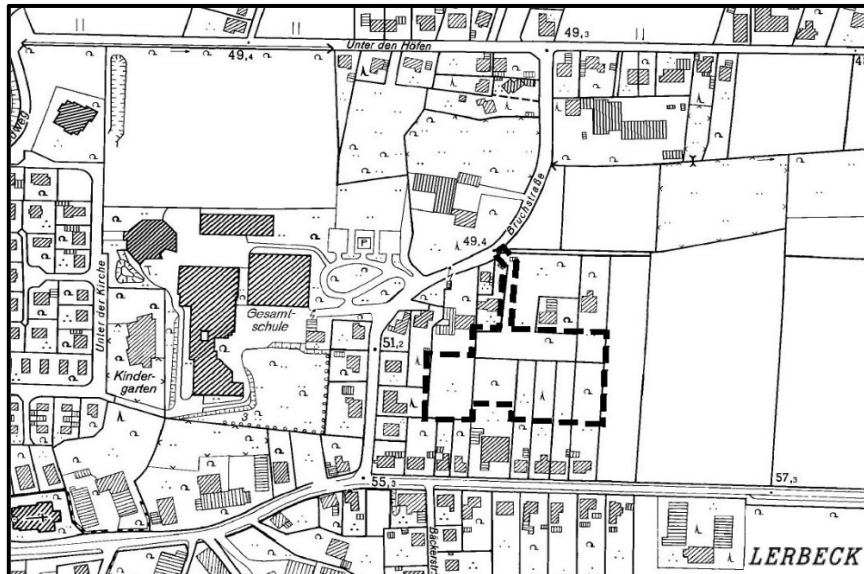 49,3
Unter den Höfen
49,4
Bruchstraße
P
49,4
Unter der Kirche
Gesamt-
schule
51,2
Kinder-
garten
3
55,3
57,3
Bäckerstr.
LERBECK